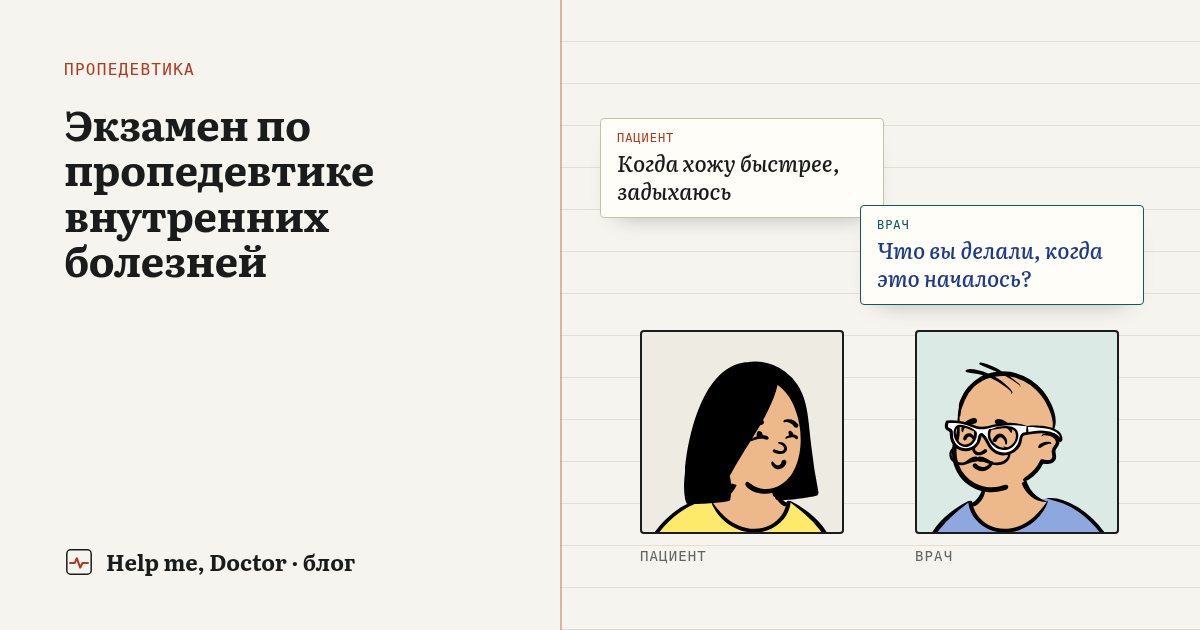 ПРОПЕДЕВТИКА
Экзамен по
пропедевтике
внутренних
болезней
Help me, Doctor · блог
ПАЦИЕНТ
Когда хожу быстрее,
задыхаюсь
ВРАЧ
Что вы делали, когда
это началось?
ПАЦИЕНТ
ВРАЧ